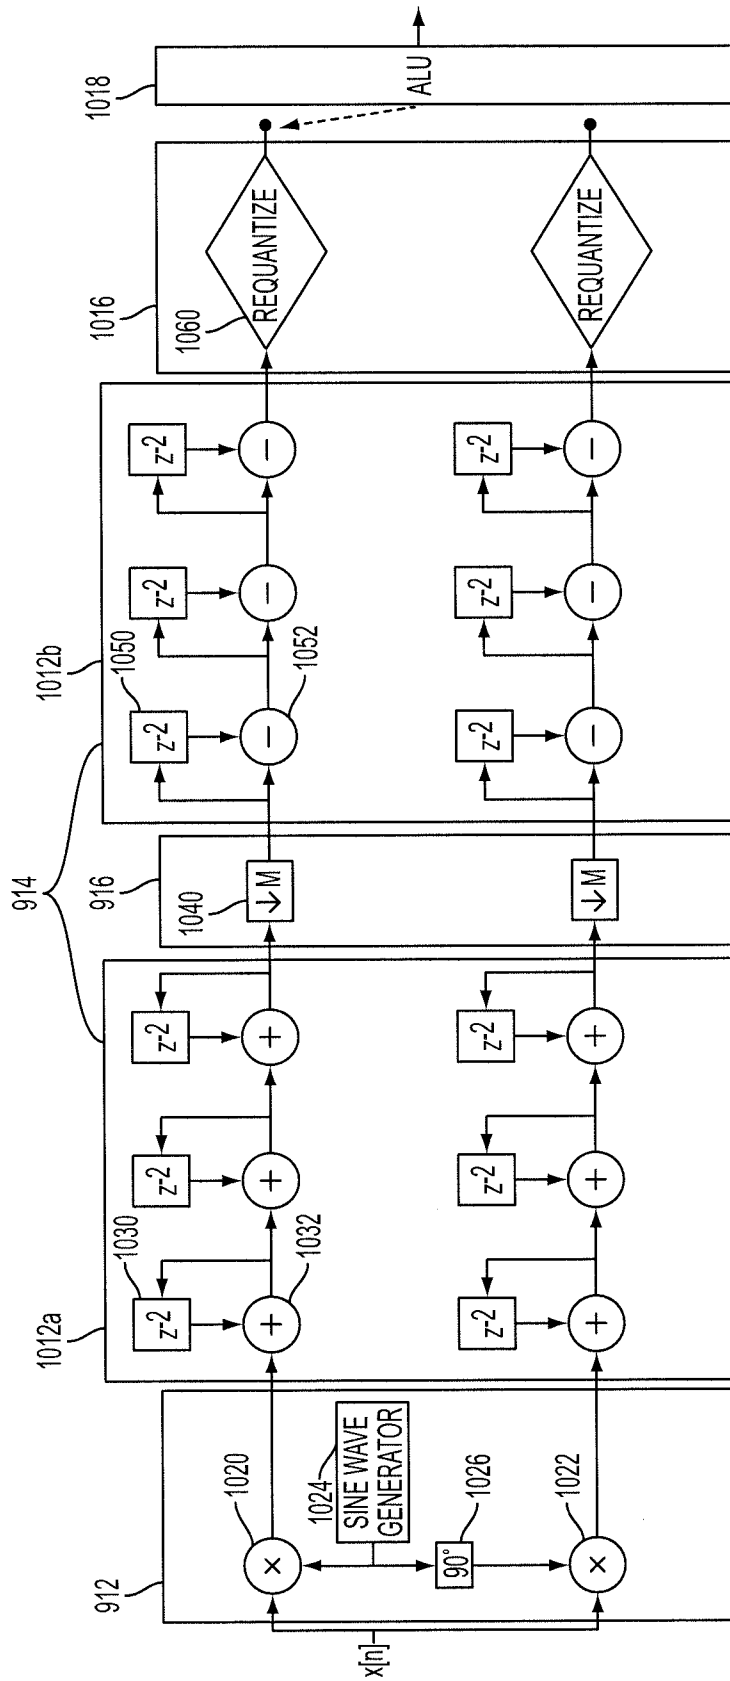 912
x[n]
1020
1024
SINE WAVE
GENERATOR
90°
1026
1022
×
×
914
1012a
z-2
1030
z-2
z-2
+
1032
+
+
z-2
z-2
z-2
+
+
+
916
1040
↓M
↓M
1012b
z-2
1050
z-2
z-2
−
1052
−
−
z-2
z-2
z-2
−
−
−
1016
1060
REQUANTIZE
REQUANTIZE
1018
ALU